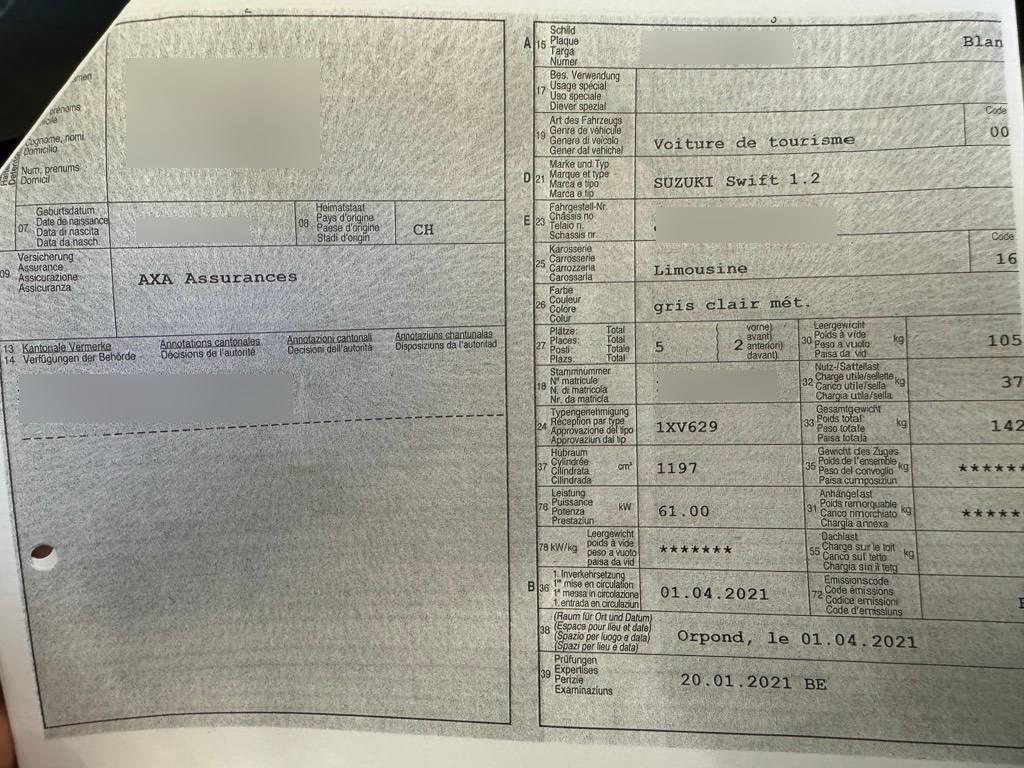 2
men
prénoms
Cognome, nomi
Domicilio
Num, prenums
Domicil
07
Geburtsdatum
Date de naissance
Data di nascita
Data da nasch.
08
Heimatstaat
Pays d'origine
Paese d'origine
Stadi d'origin
CH
09
Versicherung
Assurance
Assicurazione
Assicuranza
AXA Assurances
13 Kantonale Vermerke
14 Verfügungen der Behörde
Annotations cantonales
Décisions de l'autorité
Annotazioni cantonali
Decisioni dell'autorità
Annotaziuns chantunalas
Disposiziuns da l'autoriad
3
A 15
Schild
Plaque
Targa
Numer
Blan
17
Bes. Verwendung
Usage spécial
Uso speciale
Diever spezial
19
Art des Fahrzeugs
Genre de véhicule
Genere di veicolo
Gener dal vehichel
Voiture de tourisme
Code
00
D 21
Marke und Typ
Marque et type
Marca e tipo
Marca e tip
SUZUKI Swift 1.2
E 23
Fahrgestell-Nr.
Châssis no
Telaio n.
Schassis nr.
25
Karosserie
Carrosserie
Carrozzeria
Carossaria
Limousine
Code
16
26
Farbe
Couleur
Colore
Colur
gris clair mét.
27
Plätze: Total
Places: Total
Posti: Totale
Plazs: Total
5
2
vorne)
avant)
anteriori)
davant)
30
Leergewicht
Poids à vide
Peso a vuoto
Paisa da vid
kg
105
18
Stammnummer
N° matricule
N. di matricola
Nr. da matricla
32
Nutz-/Sattellast
Charge utile/sellette
Carico utile/sella
Chargia utila/sella
kg
37
24
Typengenehmigung
Réception par type
Approvazione del tipo
Approvaziun dal tip
1XV629
33
Gesamtgewicht
Poids total
Peso totale
Paisa totala
kg
142
37
Hubraum
Cylindrée
Cilindrata
Cilindrada
cm³
1197
35
Gewicht des Zuges
Poids de l'ensemble
Peso del convoglio
Paisa cumposiziun
kg
******
76
Leistung
Puissance
Potenza
Prestaziun
kW
61.00
31
Anhängelast
Poids remorquable
Carico rimorchiato
Chargia annexa
kg
*****
78 kW/kg
Leergewicht
poids à vide
peso a vuoto
paisa da vid
*******
55
Dachlast
Charge sur le toit
Carico sul tetto
Chargia sin il tetg
kg
B 36
1. Inverkehrsetzung
1re mise en circulation
1a messa in circolazione
1. entrada en circulaziun
01.04.2021
72
Emissionscode
Code émissions
Codice emissioni
Code d'emissiuns
38
(Raum für Ort und Datum)
(Espace pour lieu et date)
(Spazio per luogo e data)
(Spazi per lieu e data)
Orpond, le 01.04.2021
39
Prüfungen
Expertises
Perizie
Examinaziuns
20.01.2021 BE